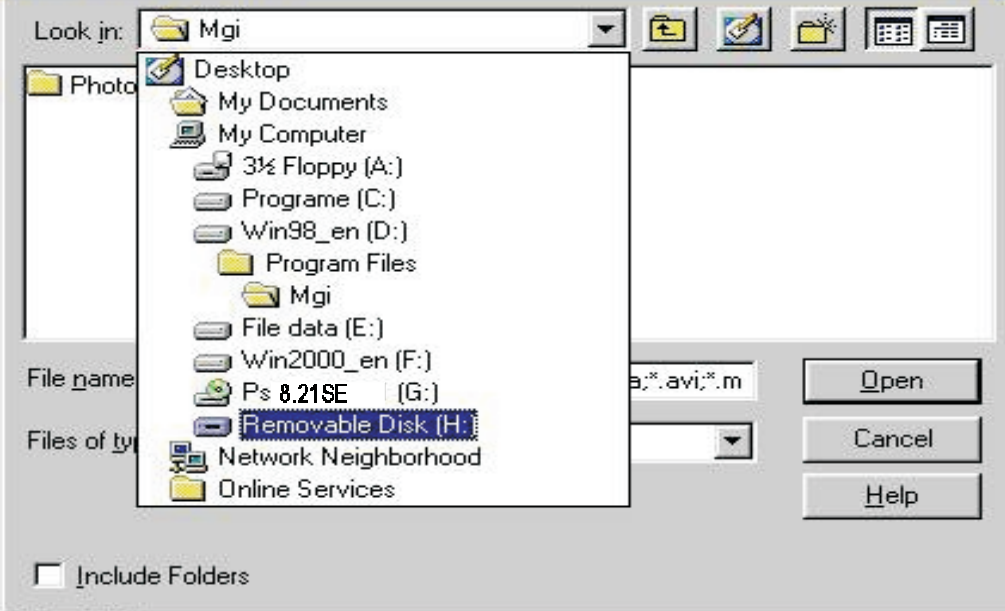 Look in: Mgi
Photo
Desktop
My Documents
My Computer
3½ Floppy (A:)
Programe (C:)
Win98_en (D:)
Program Files
Mgi
File data (E:)
Win2000_en (F:)
Ps 8.21SE (G:)
Removable Disk (H:)
Network Neighborhood
Online Services
File name
a;*.avi;*.m
Open
Files of ty
Cancel
Help
Include Folders